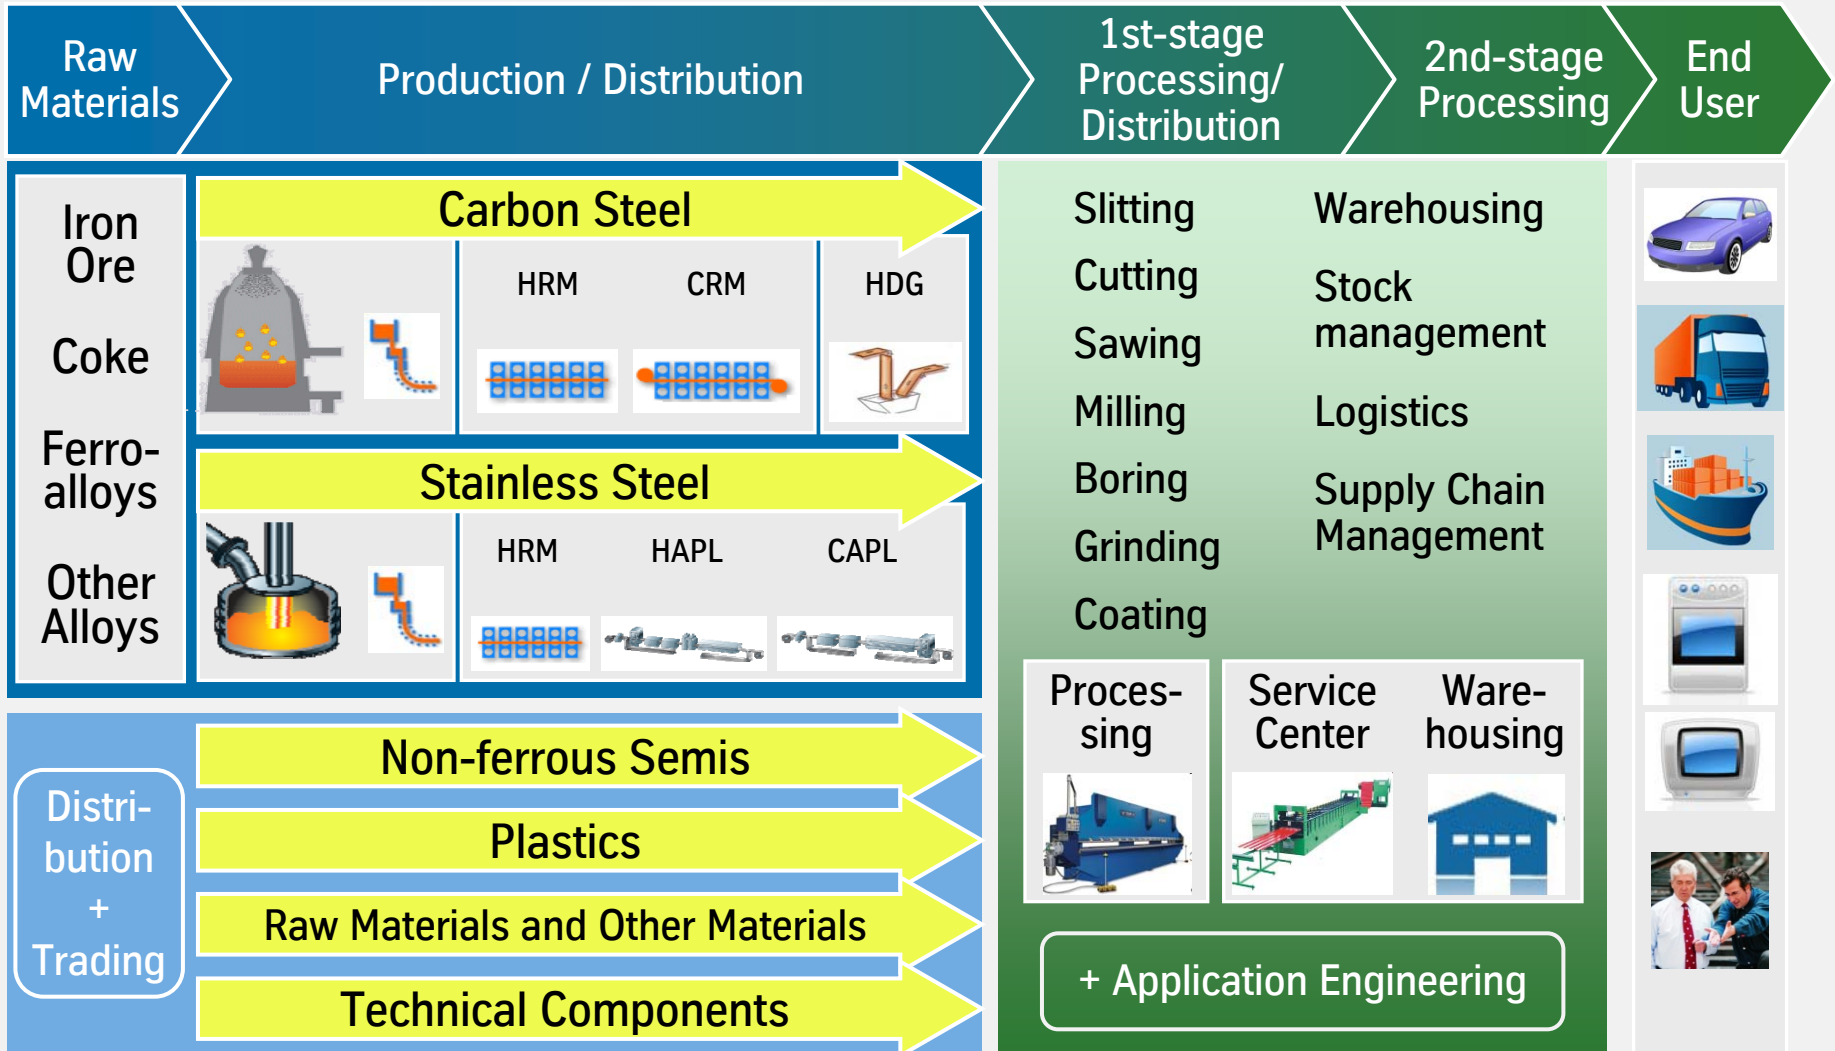 Raw
Materials
Production / Distribution
1st-stage
Processing/
Distribution
2nd-stage
Processing
End
User
Iron
Ore
Coke
Ferro-
alloys
Other
Alloys
Carbon Steel
HRM
CRM
HDG
Stainless Steel
HRM
HAPL
CAPL
Distri-
bution
+
Trading
Non-ferrous Semis
Plastics
Raw Materials and Other Materials
Technical Components
Slitting
Cutting
Sawing
Milling
Boring
Grinding
Coating
Warehousing
Stock
management
Logistics
Supply Chain
Management
Proces-
sing
Service
Center
Ware-
housing
+ Application Engineering